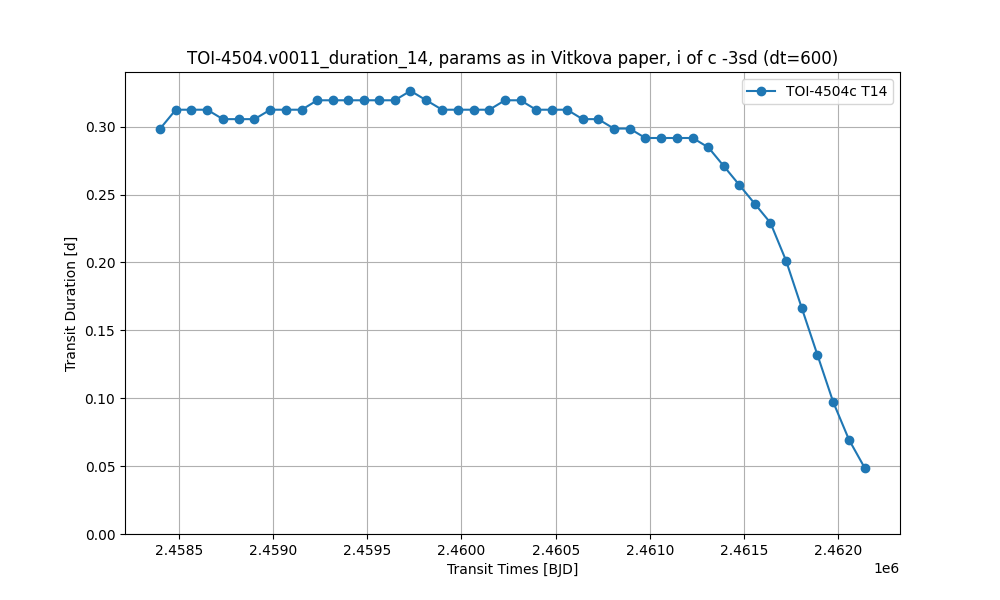 TOI-4504.v0011_duration_14, params as in Vitkova paper, i of c -3sd (dt=600)
TOI-4504c T14
Transit Duration [d]
0.30
0.25
0.20
0.15
0.10
0.05
0.00
2.4585 2.4590 2.4595 2.4600 2.4605 2.4610 2.4615 2.4620
1e6
Transit Times [BJD]